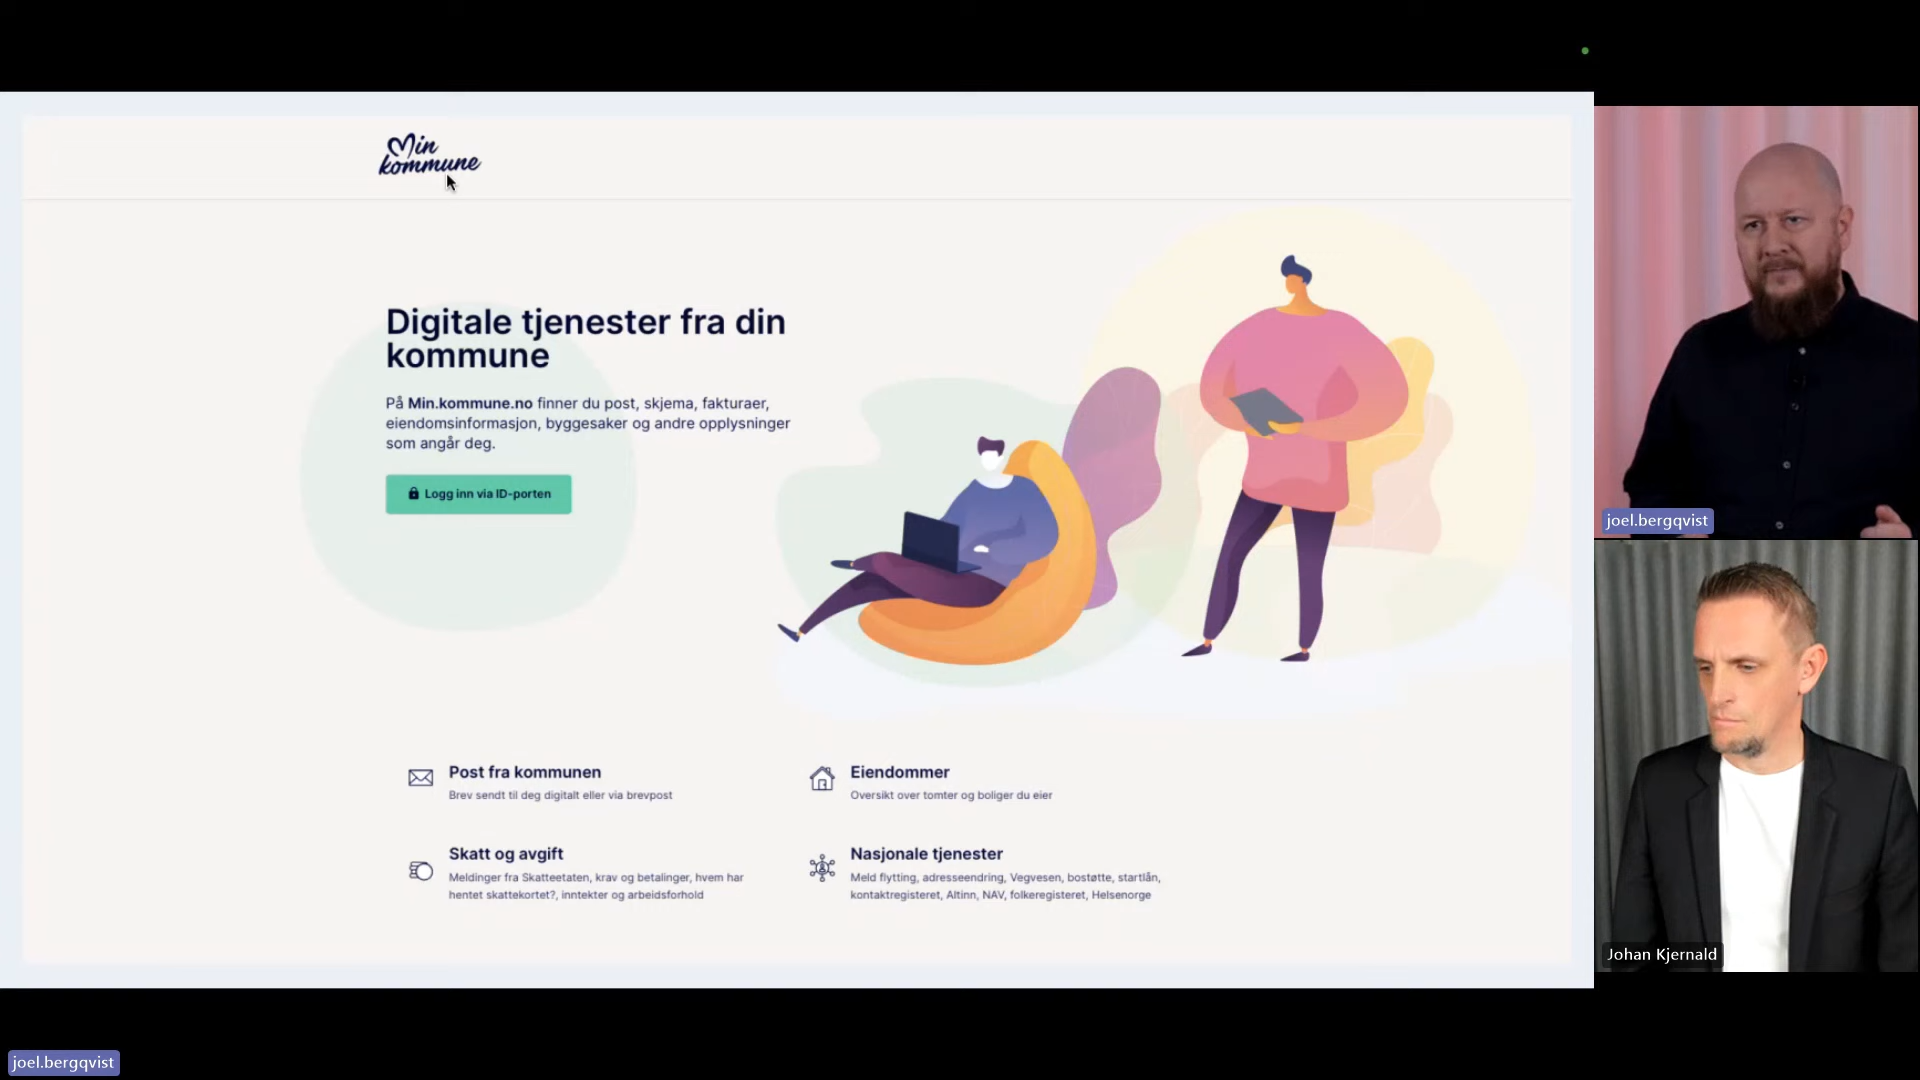 Min
kommune
Digitale tjenester fra din
kommune
På Min.kommune.no finner du post, skjema, fakturaer,
eiendomsinformasjon, byggesaker og andre opplysninger
som angår deg.
Logg inn via ID-porten
Post fra kommunen
Brev sendt til deg digitalt eller via brevpost
Eiendommer
Oversikt over tomter og boliger du eier
Skatt og avgift
Meldinger fra Skatteetaten, krav og betalinger, hvem har
hentet skattekortet?, inntekter og arbeidsforhold
Nasjonale tjenester
Meld flytting, adresseendring, Vegvesen, bostøtte, startlån,
kontaktregisteret, Altinn, NAV, folkeregisteret, Helsenorge
joel.bergqvist
Johan Kjernald
joel.bergqvist